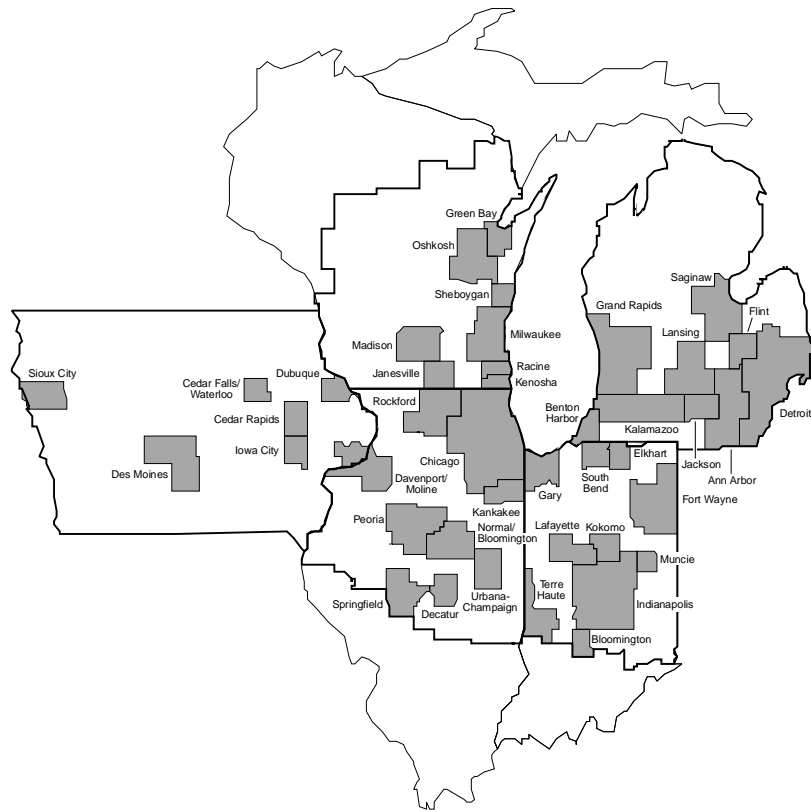 Green Bay
Oshkosh
Saginaw
Sheboygan
Grand Rapids
Flint
Lansing
Milwaukee
Madison
Racine
Janesville
Kenosha
Sioux City
Dubuque
Cedar Falls/
Waterloo
Rockford
Benton
Harbor
Detroit
Cedar Rapids
Kalamazoo
Iowa City
Elkhart
Chicago
Jackson
Des Moines
Davenport/
Moline
South
Bend
Ann Arbor
Gary
Fort Wayne
Kankakee
Peoria
Normal/
Bloomington
Lafayette
Kokomo
Muncie
Terre
Haute
Urbana-
Champaign
Springfield
Decatur
Indianapolis
Bloomington